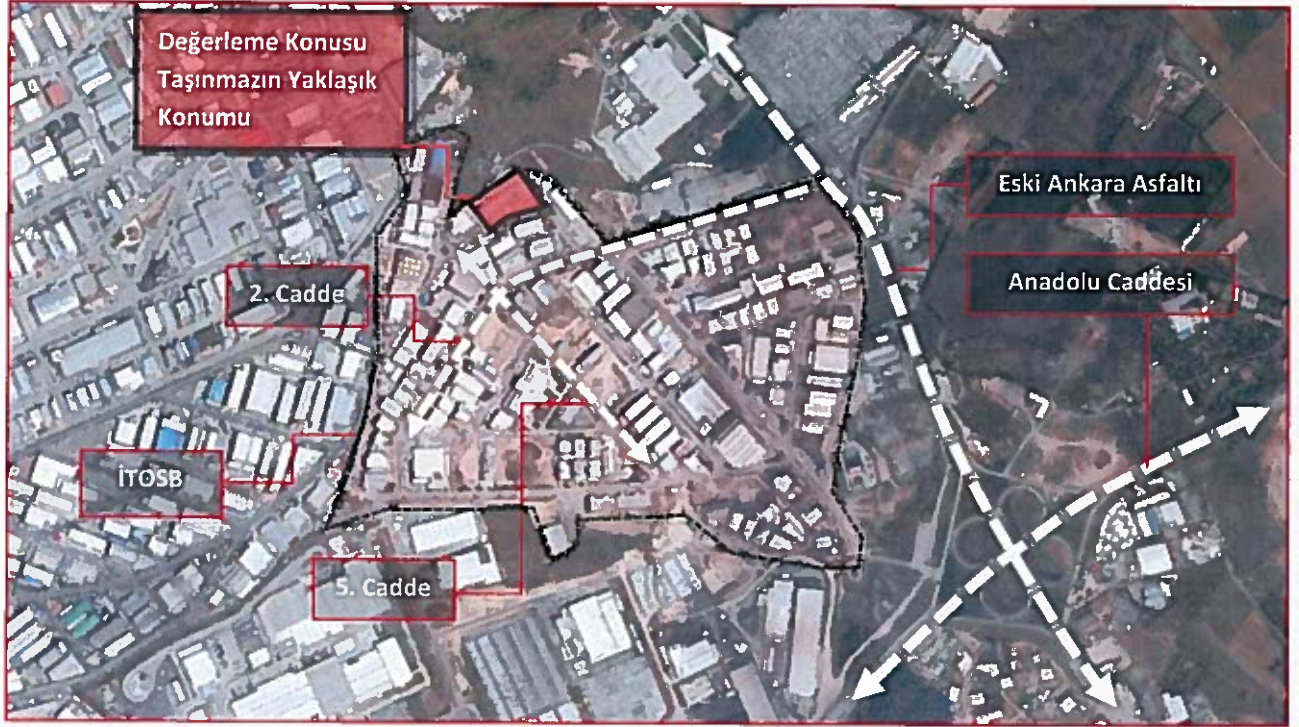 Değerleme Konusu
Taşınmazın Yaklaşık
Konumu
Eski Ankara Asfaltı
Anadolu Caddesi
2. Cadde
İTOSB
5. Cadde